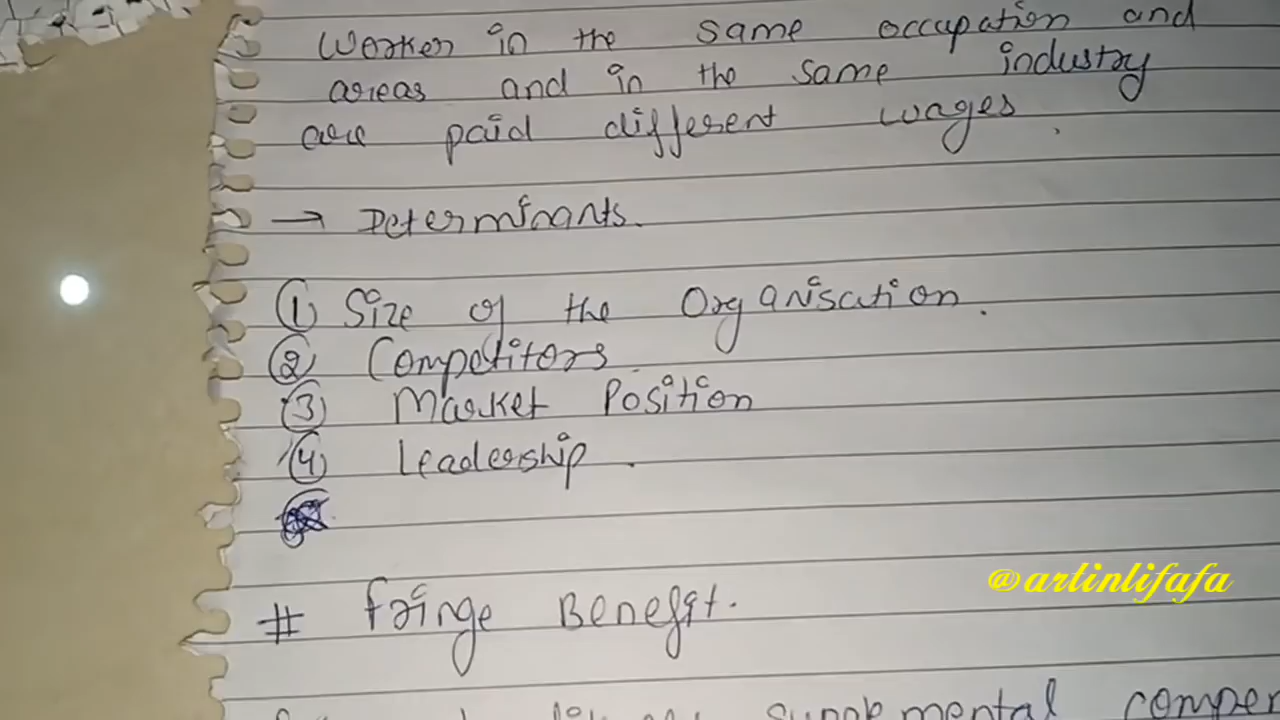 Worker in the same occupation and
areas and in the same industry
are paid different wages.
→ Determinants.
① Size of the Organisation.
② Competitors.
③ Market Position
④ Leadership.
@artinlifafa
# Fringe Benefit.
supplemental